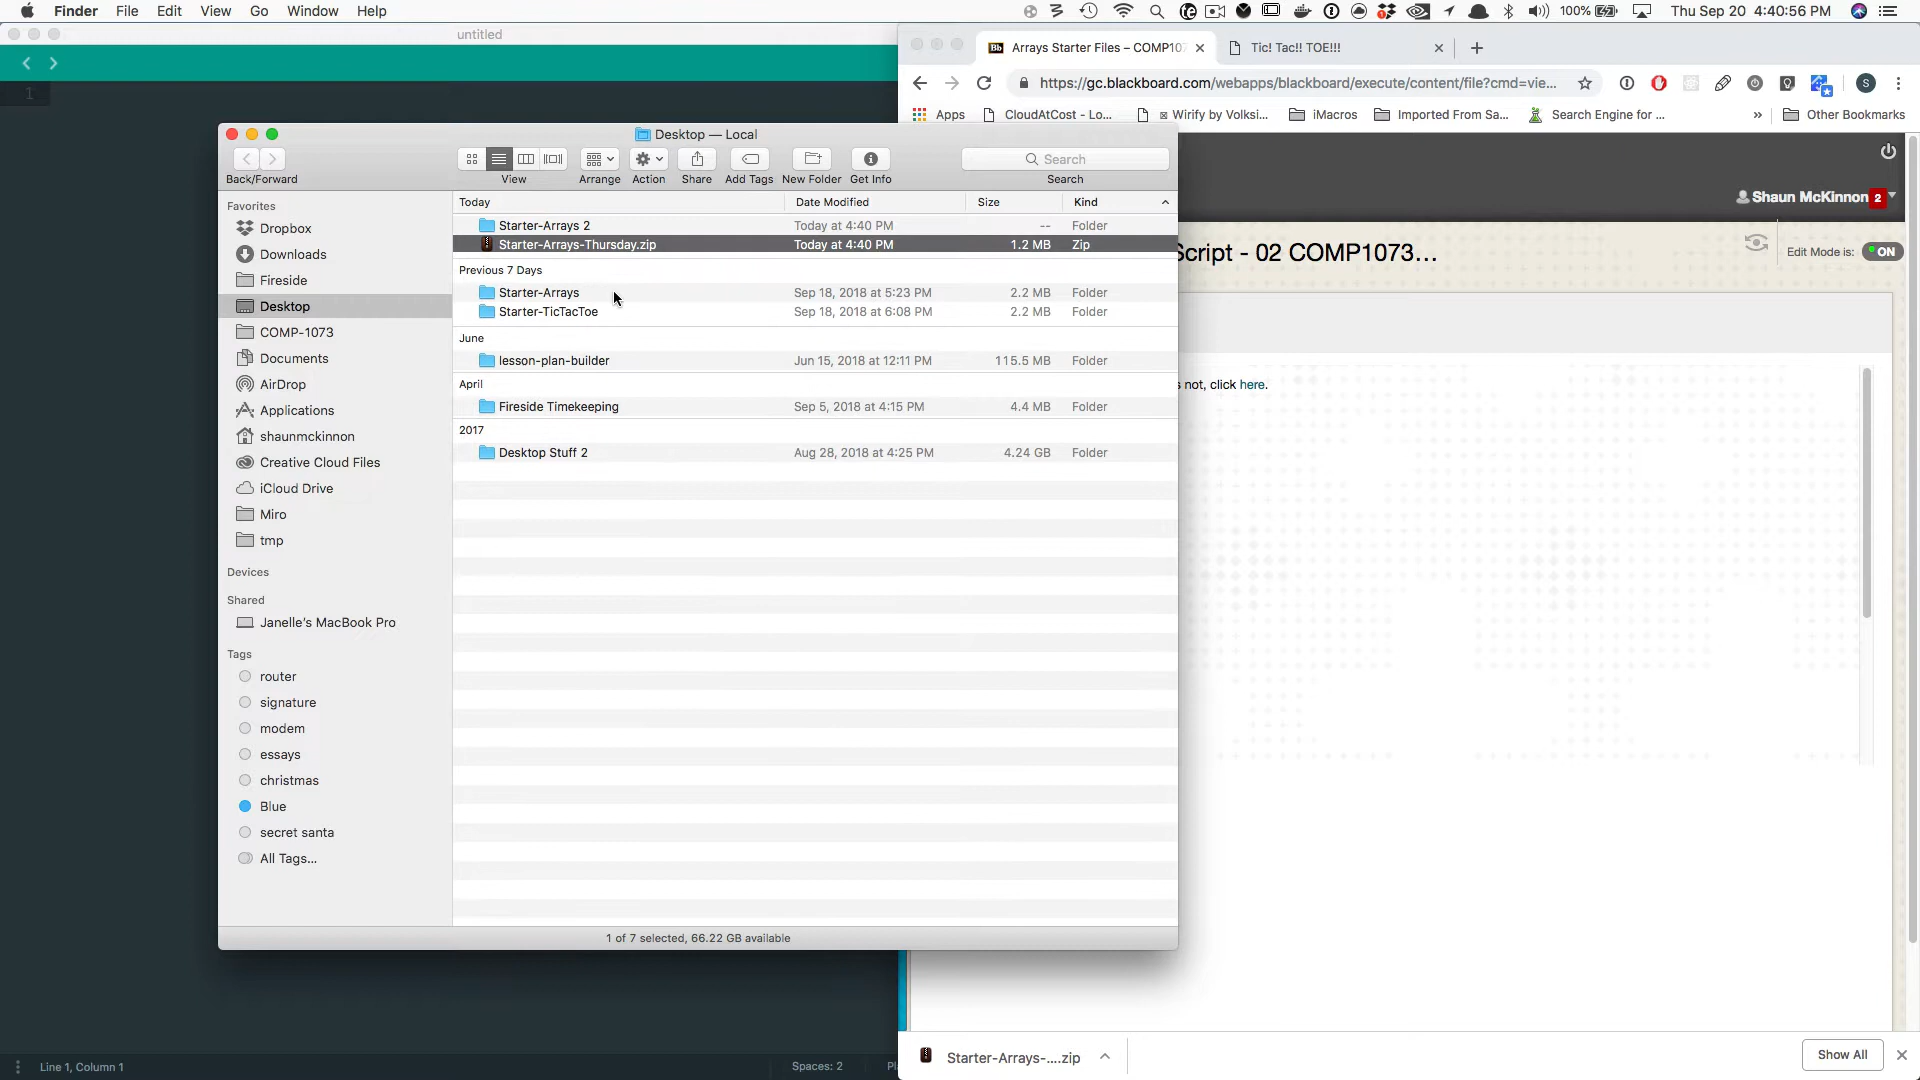 Finder File Edit View Go Window Help 100% Thu Sep 20 4:40:56 PM
untitled
Arrays Starter Files – COMP107 Tic! Tac!! TOE!!!
https://gc.blackboard.com/webapps/blackboard/execute/content/file?cmd=vie...
Apps CloudAtCost - Lo... Wirify by Volksi... iMacros Imported From Sa... Search Engine for ... » Other Bookmarks
1
Desktop — Local
Search
Back/Forward View Arrange Action Share Add Tags New Folder Get Info Search
Shaun McKinnon 2
Script - 02 COMP1073...
Edit Mode is: ON
s not, click here.
Favorites
Dropbox
Downloads
Fireside
Desktop
COMP-1073
Documents
AirDrop
Applications
shaunmckinnon
Creative Cloud Files
iCloud Drive
Miro
tmp
Devices
Shared
Janelle's MacBook Pro
Tags
router
signature
modem
essays
christmas
Blue
secret santa
All Tags...
Today Date Modified Size Kind
Starter-Arrays 2 Today at 4:40 PM -- Folder
Starter-Arrays-Thursday.zip Today at 4:40 PM 1.2 MB Zip
Previous 7 Days
Starter-Arrays Sep 18, 2018 at 5:23 PM 2.2 MB Folder
Starter-TicTacToe Sep 18, 2018 at 6:08 PM 2.2 MB Folder
June
lesson-plan-builder Jun 15, 2018 at 12:11 PM 115.5 MB Folder
April
Fireside Timekeeping Sep 5, 2018 at 4:15 PM 4.4 MB Folder
2017
Desktop Stuff 2 Aug 28, 2018 at 4:25 PM 4.24 GB Folder
1 of 7 selected, 66.22 GB available
Line 1, Column 1 Spaces: 2
Starter-Arrays-....zip Show All